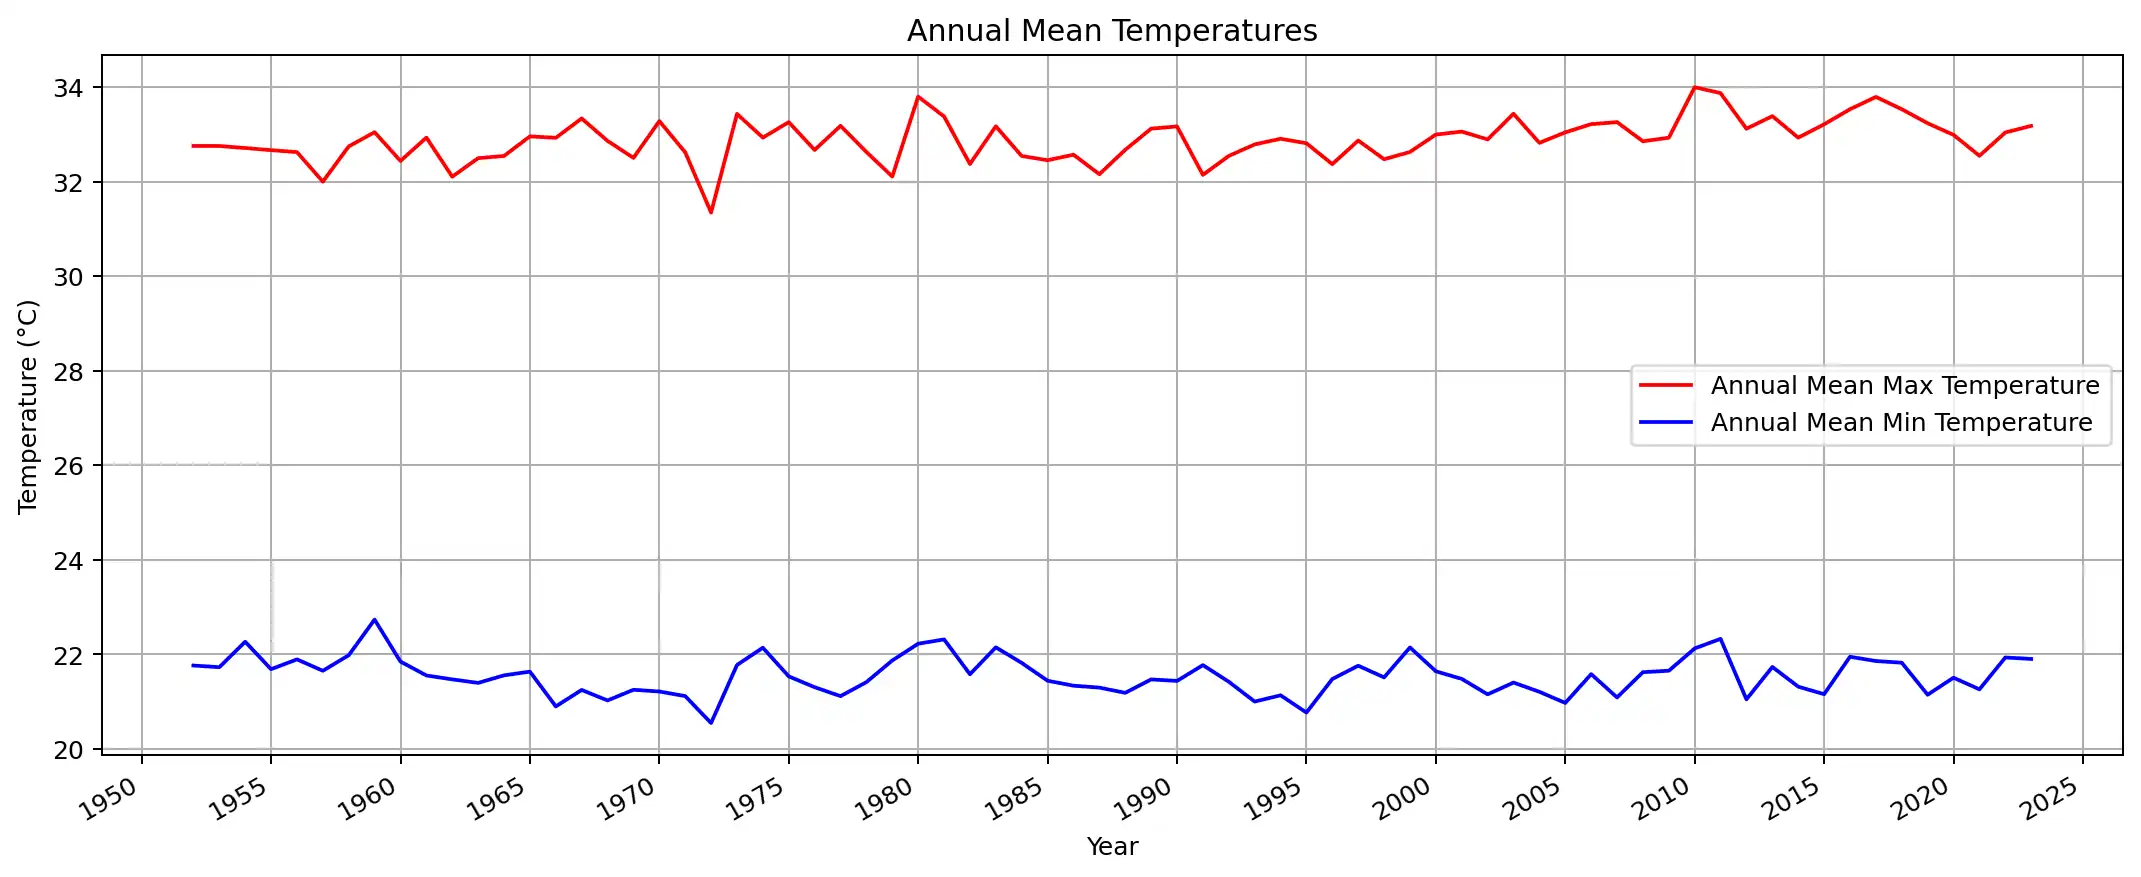 Annual Mean Temperatures
34
32
30
28
26
24
22
20
Temperature (°C)
Annual Mean Max Temperature
Annual Mean Min Temperature
1950 1955 1960 1965 1970 1975 1980 1985 1990 1995 2000 2005 2010 2015 2020 2025
Year